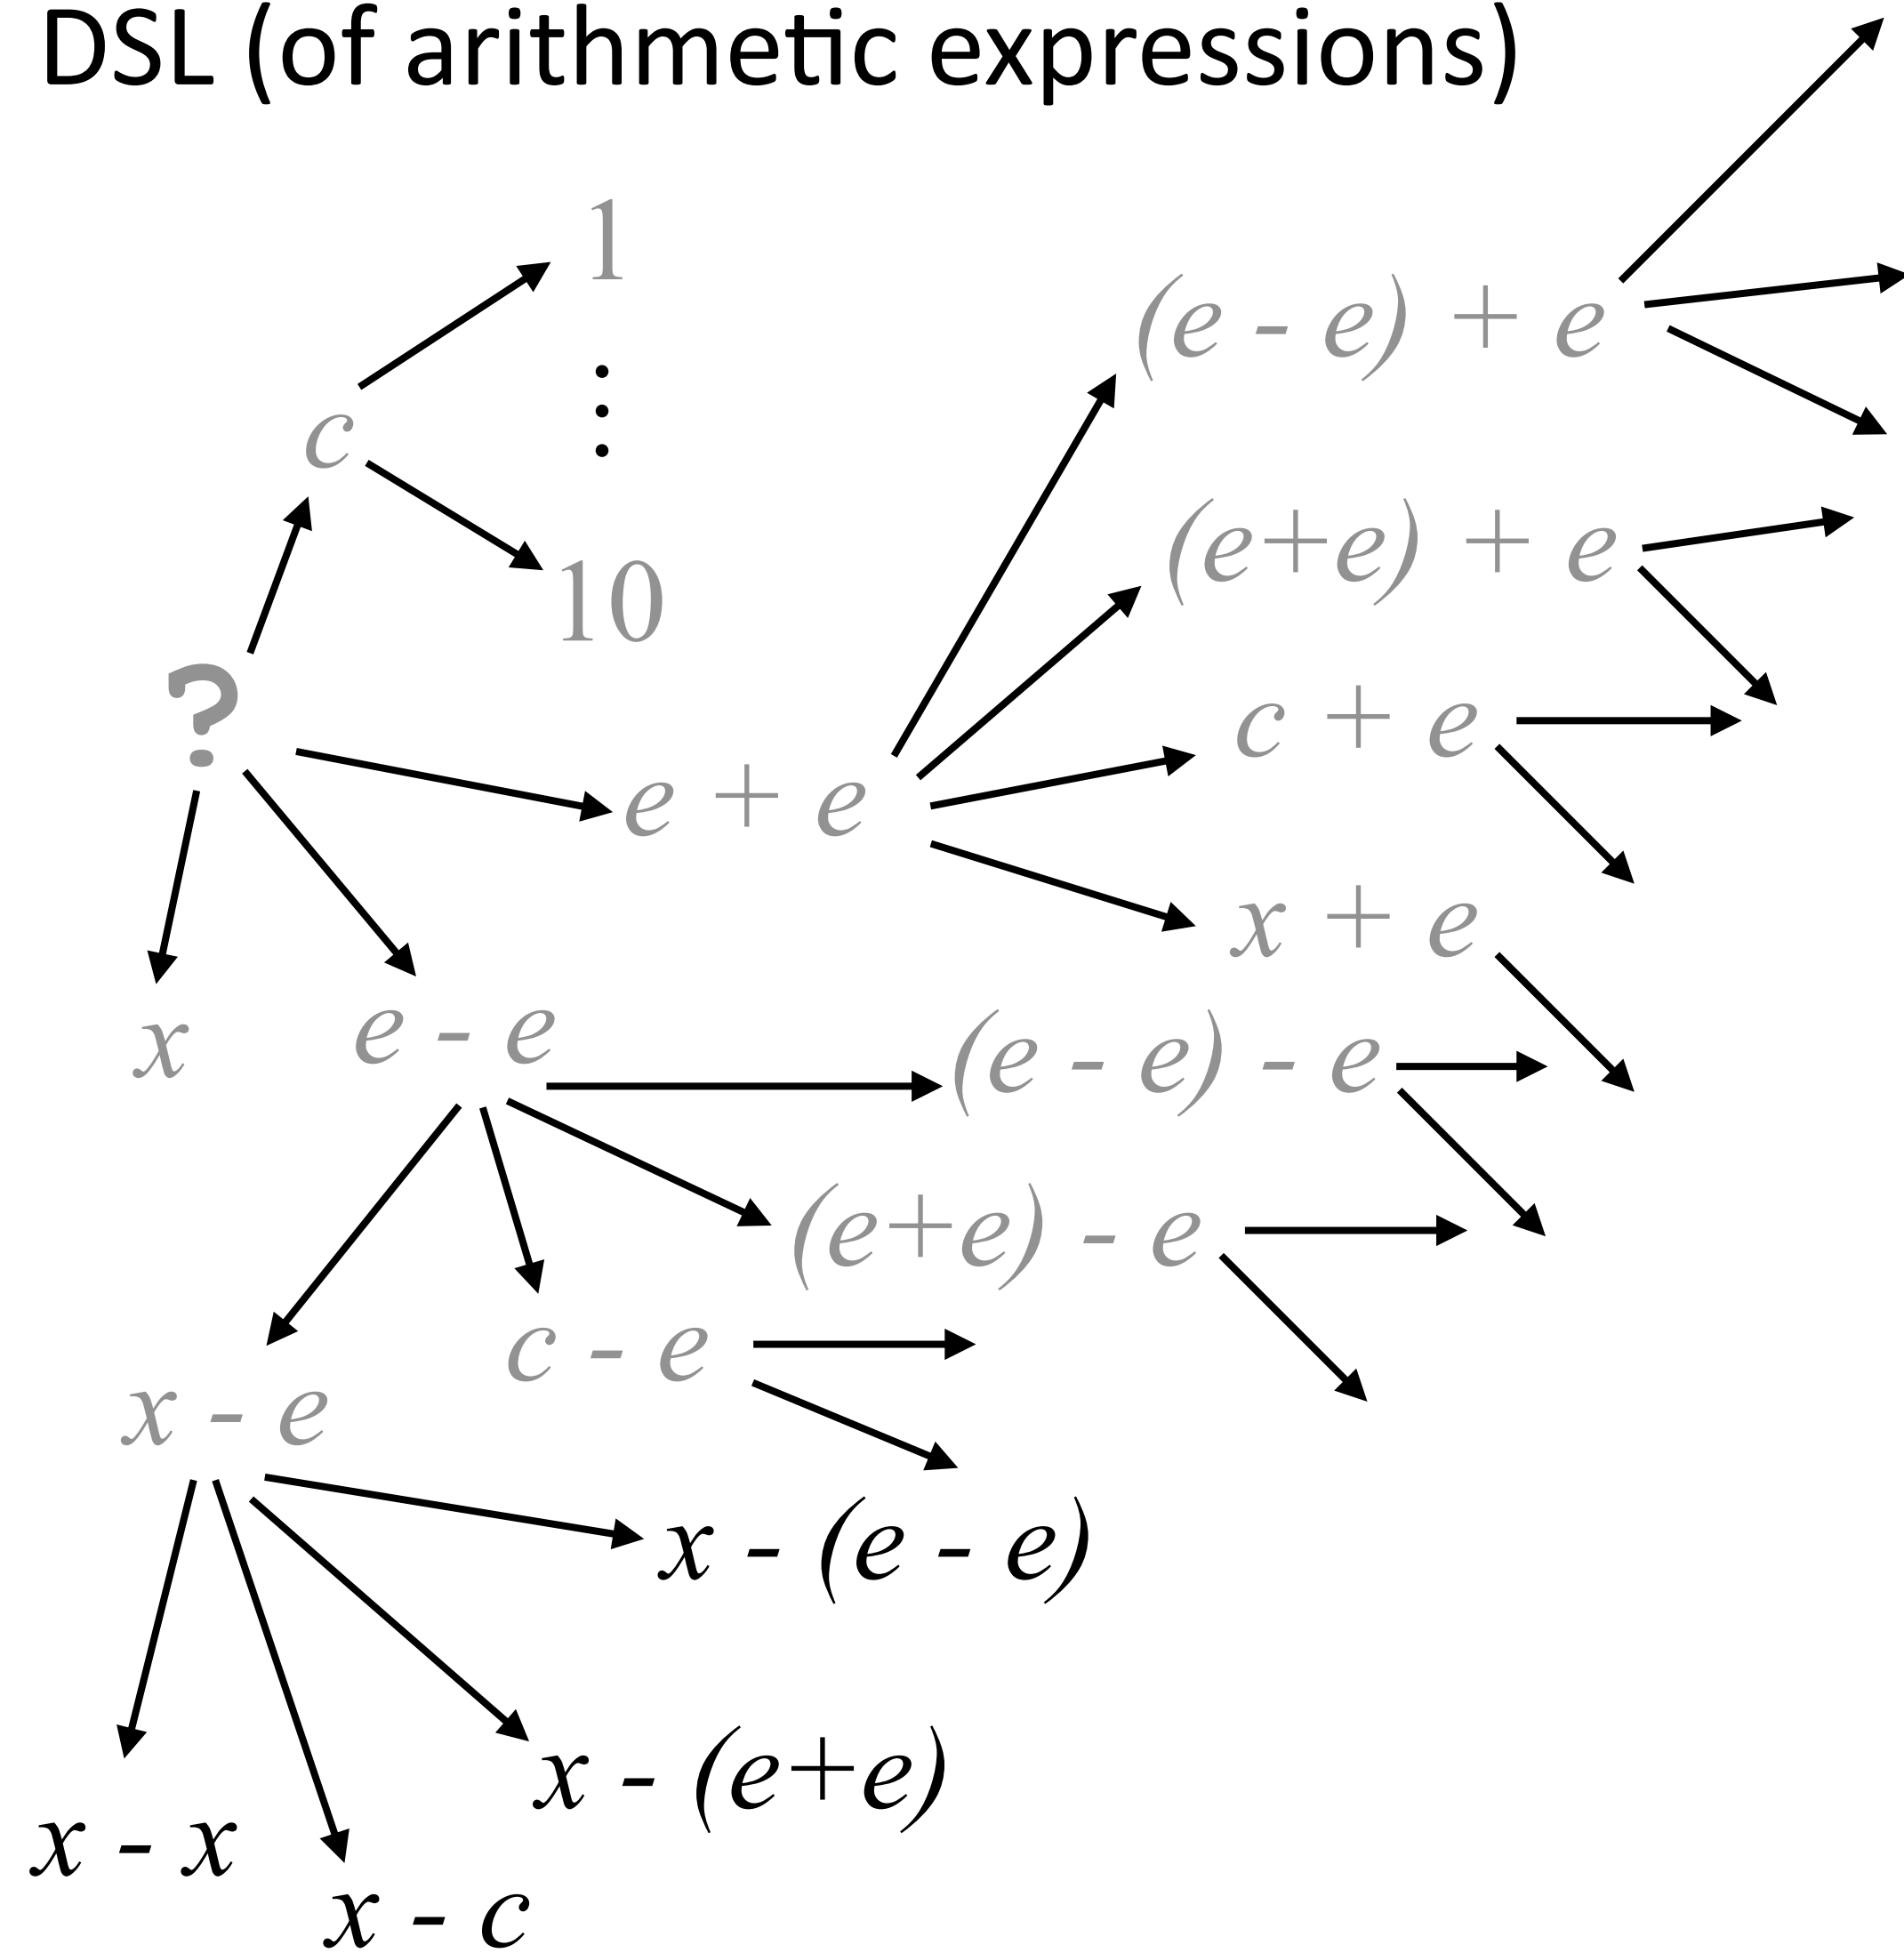 DSL (of arithmetic expressions)
1
(e - e) + e
c
⋮
(e+e) + e
10
?
c + e
e + e
x + e
x
e - e
(e - e) - e
(e+e) - e
c - e
x - e
x - (e - e)
x - (e+e)
x - x
x - c